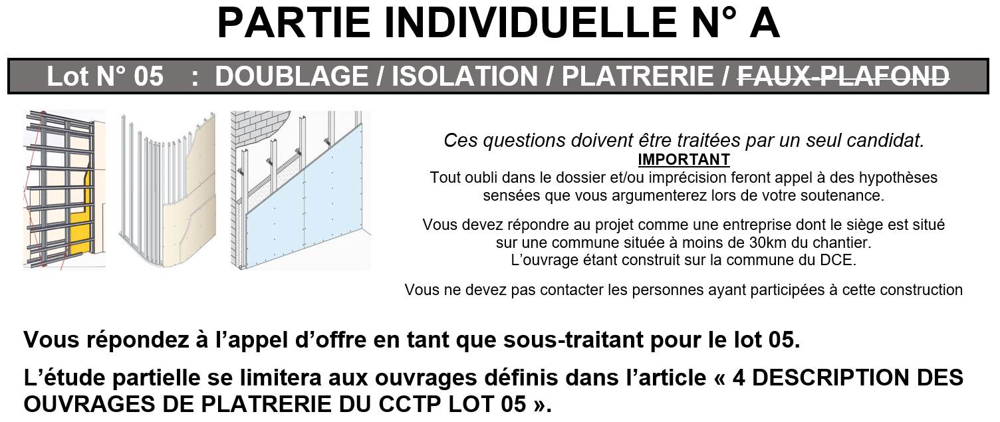 PARTIE INDIVIDUELLE N° A
Lot N° 05 : DOUBLAGE / ISOLATION / PLATRERIE / FAUX-PLAFOND
Ces questions doivent être traitées par un seul candidat.
IMPORTANT
Tout oubli dans le dossier et/ou imprécision feront appel à des hypothèses
sensées que vous argumenterez lors de votre soutenance.
Vous devez répondre au projet comme une entreprise dont le siège est situé
sur une commune située à moins de 30km du chantier.
L’ouvrage étant construit sur la commune du DCE.
Vous ne devez pas contacter les personnes ayant participées à cette construction
Vous répondez à l’appel d’offre en tant que sous-traitant pour le lot 05.
L’étude partielle se limitera aux ouvrages définis dans l’article « 4 DESCRIPTION DES
OUVRAGES DE PLATRERIE DU CCTP LOT 05 ».